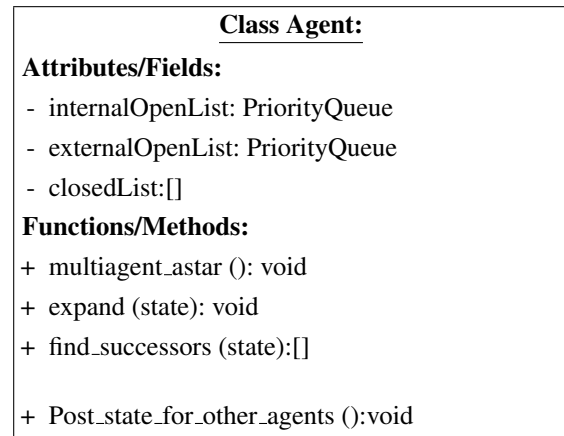 Class Agent:
Attributes/Fields:
- internalOpenList: PriorityQueue
- externalOpenList: PriorityQueue
- closedList:[]
Functions/Methods:
+ multiagent_astar (): void
+ expand (state): void
+ find_successors (state):[]
+ Post_state_for_other_agents ():void